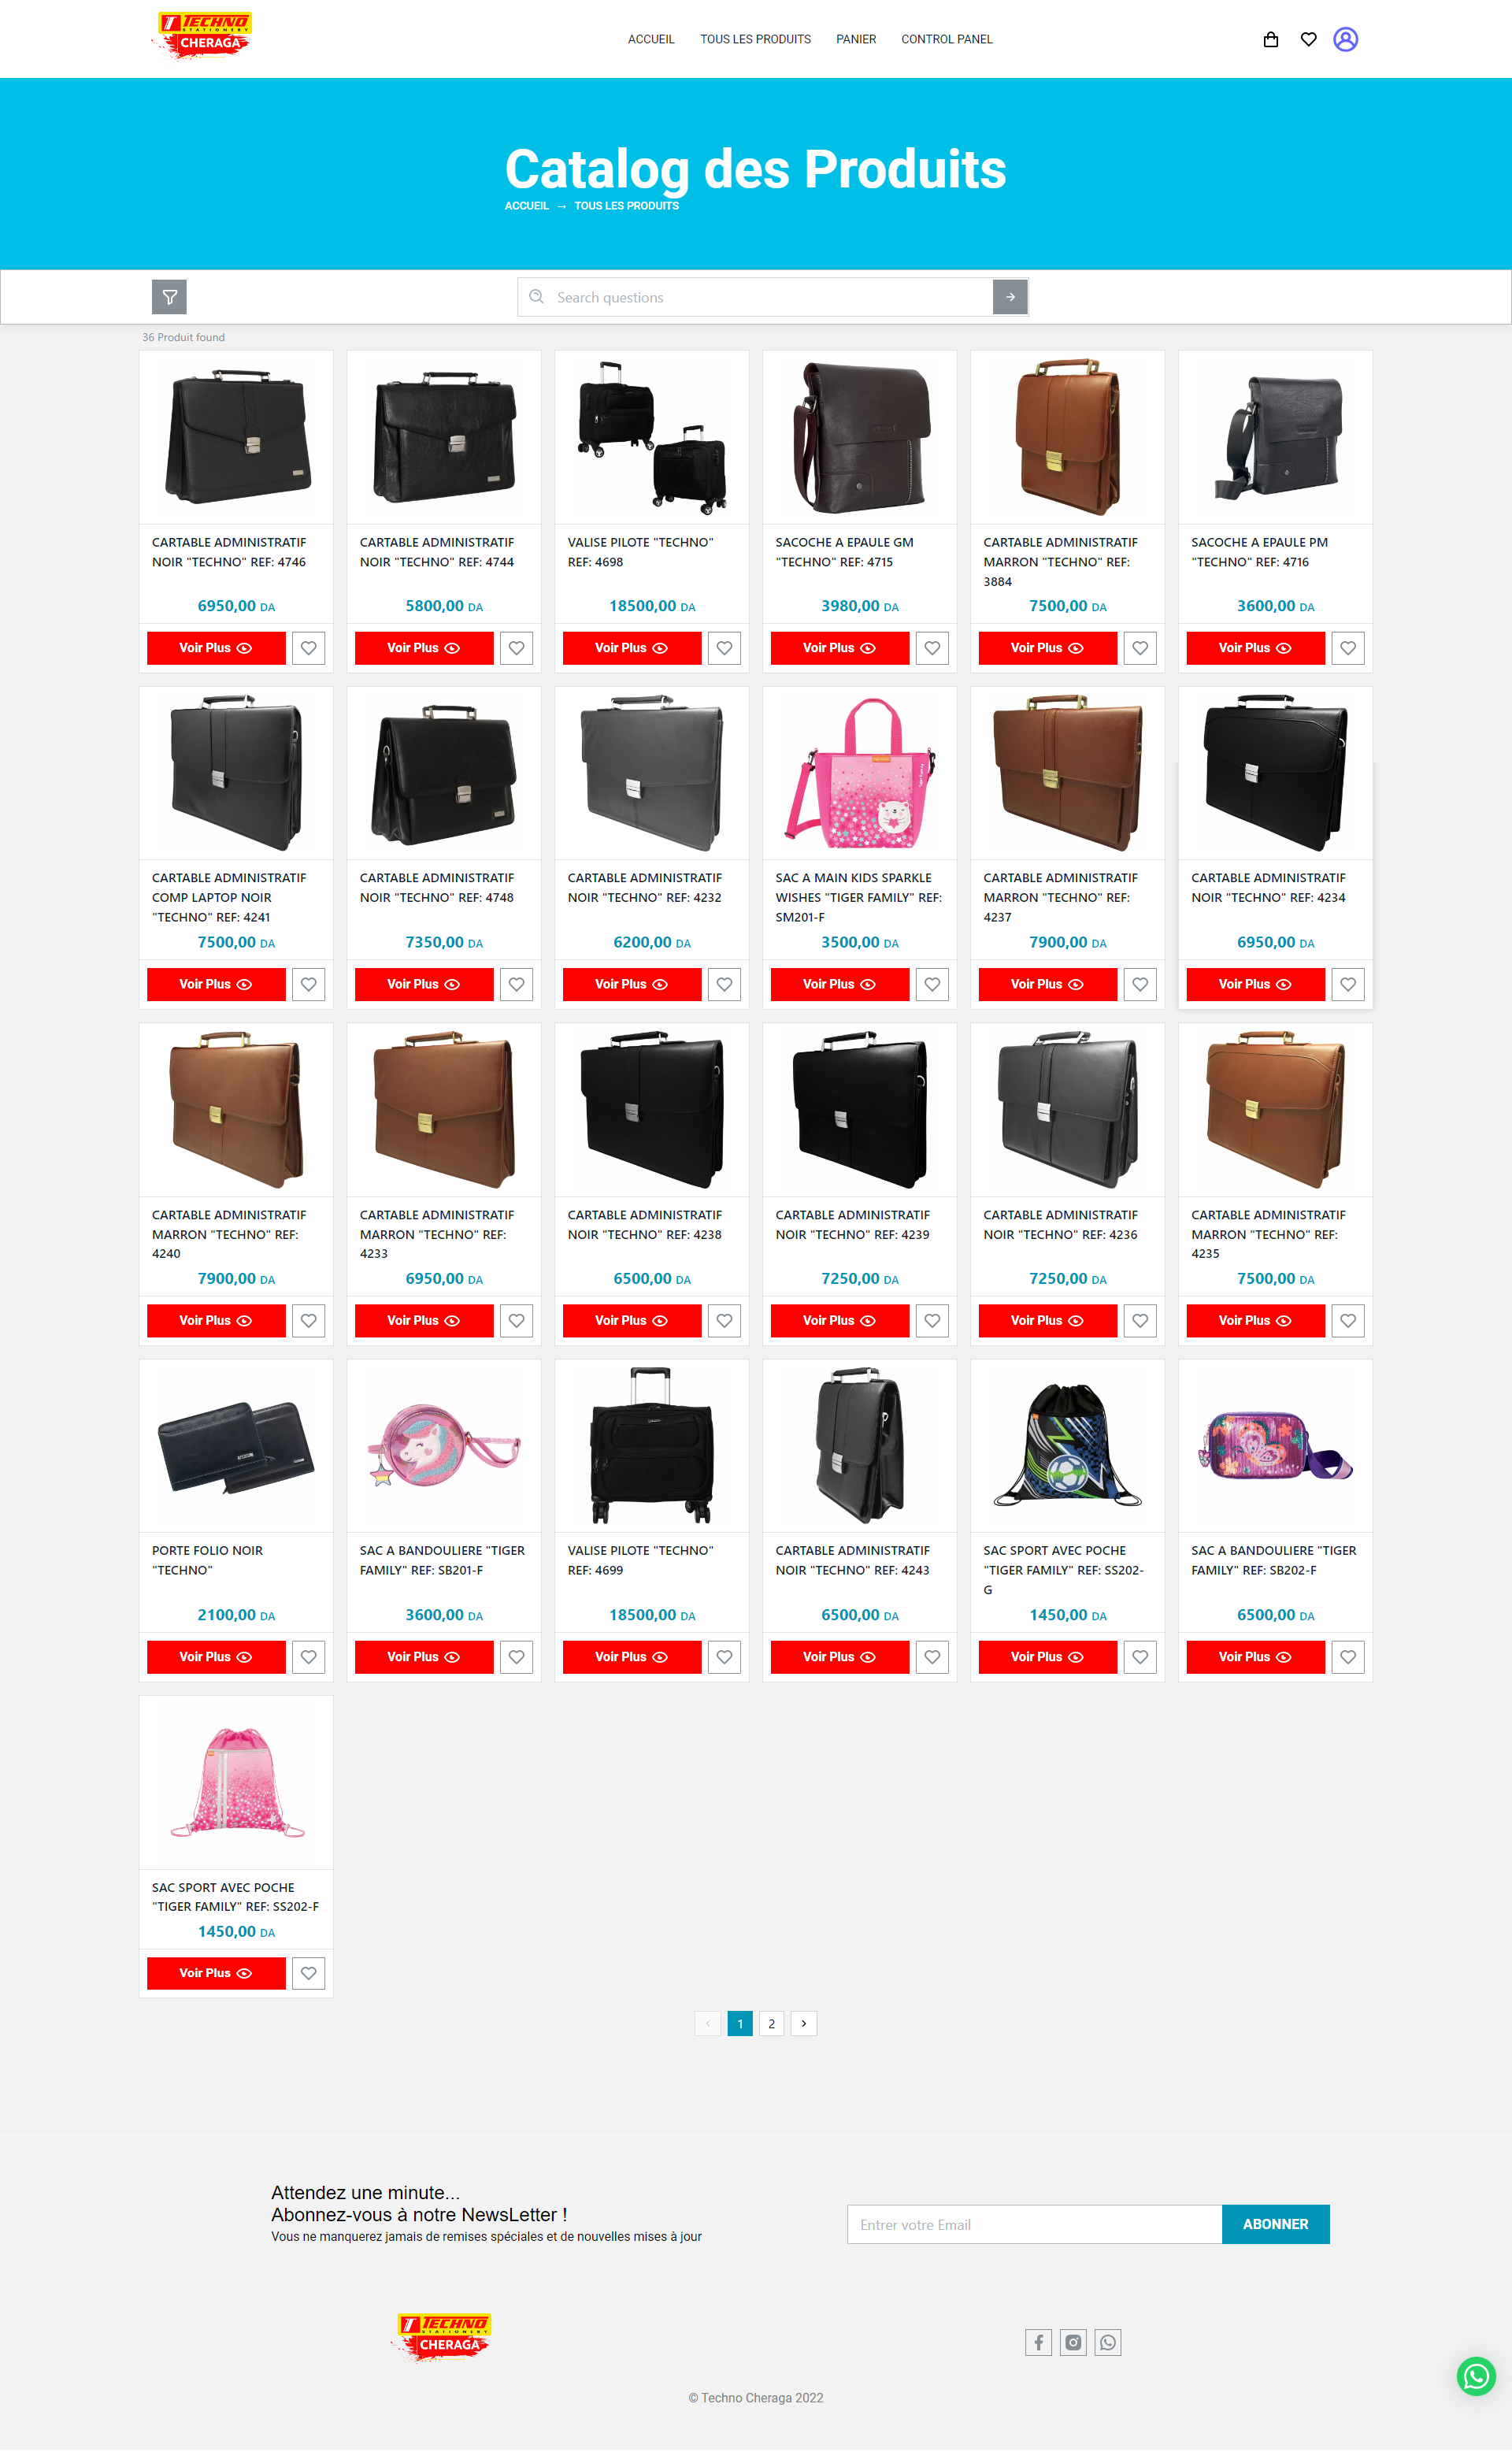 TECHNO
STATIONERY
CHERAGA
ACCUEIL TOUS LES PRODUITS PANIER CONTROL PANEL
Catalog des Produits
ACCUEIL → TOUS LES PRODUITS
Search questions
36 Produit found
CARTABLE ADMINISTRATIF
NOIR "TECHNO" REF: 4746
6950,00 DA
Voir Plus
CARTABLE ADMINISTRATIF
NOIR "TECHNO" REF: 4744
5800,00 DA
Voir Plus
VALISE PILOTE "TECHNO"
REF: 4698
18500,00 DA
Voir Plus
SACOCHE A EPAULE GM
"TECHNO" REF: 4715
3980,00 DA
Voir Plus
CARTABLE ADMINISTRATIF
MARRON "TECHNO" REF:
3884
7500,00 DA
Voir Plus
SACOCHE A EPAULE PM
"TECHNO" REF: 4716
3600,00 DA
Voir Plus
CARTABLE ADMINISTRATIF
COMP LAPTOP NOIR
"TECHNO" REF: 4241
7500,00 DA
Voir Plus
CARTABLE ADMINISTRATIF
NOIR "TECHNO" REF: 4748
7350,00 DA
Voir Plus
CARTABLE ADMINISTRATIF
NOIR "TECHNO" REF: 4232
6200,00 DA
Voir Plus
SAC A MAIN KIDS SPARKLE
WISHES "TIGER FAMILY" REF:
SM201-F
3500,00 DA
Voir Plus
CARTABLE ADMINISTRATIF
MARRON "TECHNO" REF:
4237
7900,00 DA
Voir Plus
CARTABLE ADMINISTRATIF
NOIR "TECHNO" REF: 4234
6950,00 DA
Voir Plus
CARTABLE ADMINISTRATIF
MARRON "TECHNO" REF:
4240
7900,00 DA
Voir Plus
CARTABLE ADMINISTRATIF
MARRON "TECHNO" REF:
4233
6950,00 DA
Voir Plus
CARTABLE ADMINISTRATIF
NOIR "TECHNO" REF: 4238
6500,00 DA
Voir Plus
CARTABLE ADMINISTRATIF
NOIR "TECHNO" REF: 4239
7250,00 DA
Voir Plus
CARTABLE ADMINISTRATIF
NOIR "TECHNO" REF: 4236
7250,00 DA
Voir Plus
CARTABLE ADMINISTRATIF
MARRON "TECHNO" REF:
4235
7500,00 DA
Voir Plus
PORTE FOLIO NOIR
"TECHNO"
2100,00 DA
Voir Plus
SAC A BANDOULIERE "TIGER
FAMILY" REF: SB201-F
3600,00 DA
Voir Plus
VALISE PILOTE "TECHNO"
REF: 4699
18500,00 DA
Voir Plus
CARTABLE ADMINISTRATIF
NOIR "TECHNO" REF: 4243
6500,00 DA
Voir Plus
SAC SPORT AVEC POCHE
"TIGER FAMILY" REF: SS202-
G
1450,00 DA
Voir Plus
SAC A BANDOULIERE "TIGER
FAMILY" REF: SB202-F
6500,00 DA
Voir Plus
SAC SPORT AVEC POCHE
"TIGER FAMILY" REF: SS202-F
1450,00 DA
Voir Plus
1 2
Attendez une minute...
Abonnez-vous à notre NewsLetter !
Vous ne manquerez jamais de remises spéciales et de nouvelles mises à jour
Entrer votre Email
ABONNER
TECHNO
STATIONERY
CHERAGA
© Techno Cheraga 2022